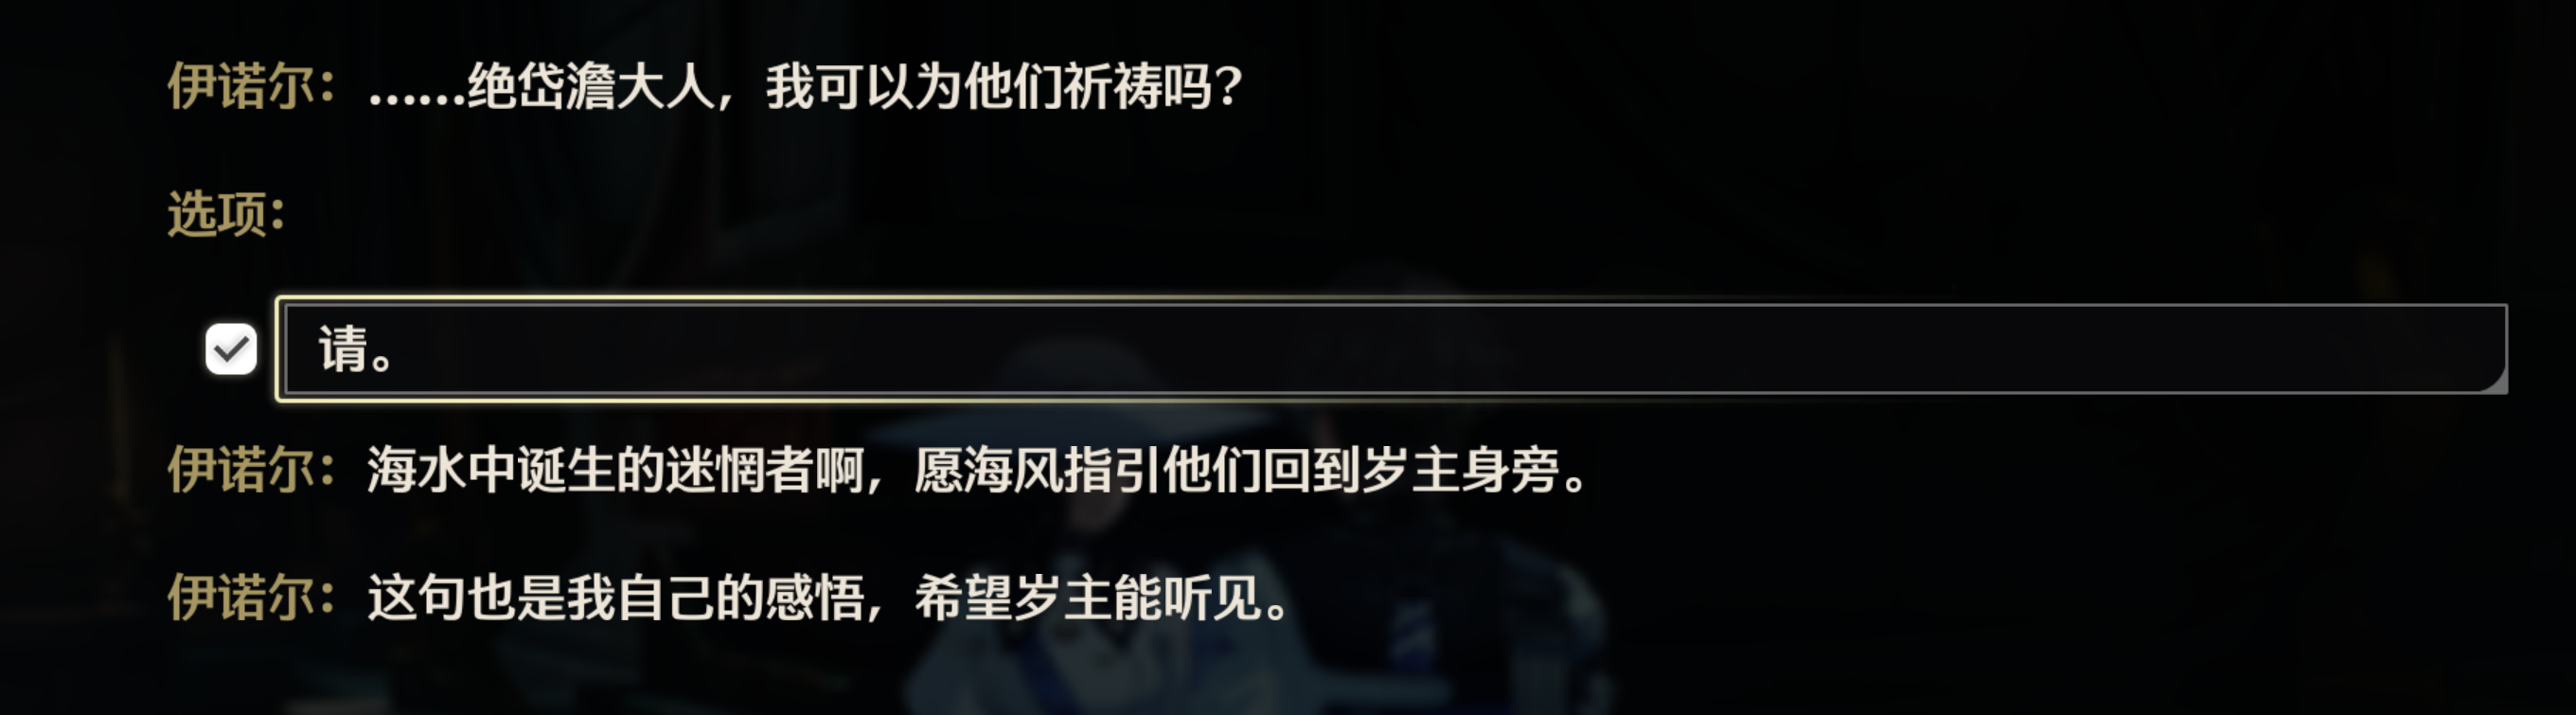 伊诺尔：……绝岱澹大人，我可以为他们祈祷吗？
选项：
请。
伊诺尔：海水中诞生的迷惘者啊，愿海风指引他们回到岁主身旁。
伊诺尔：这句也是我自己的感悟，希望岁主能听见。